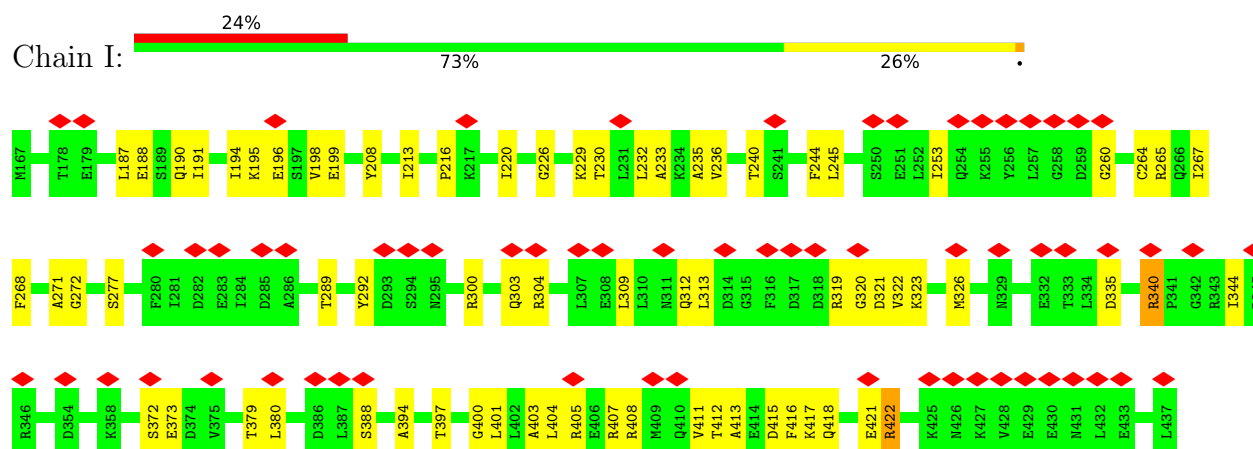 24%
Chain I:
73% 26% •
M167 T178 E179 L187 E188 S189 Q190 I191 I194 K195 E196 S197 V198 E199 Y208 I213 P216 K217 I220 G226 K229 T230 L231 L232 A233 K234 A235 V236 T240 S241 F244 L245 S250 E251 L252 I253 Q254 K255 Y256 L257 G258 D259 G260 C264 R265 Q266 I267
F268 A271 G272 S277 F280 I281 D282 E283 I284 D285 A286 T289 Y292 D293 S294 N295 R300 Q303 R304 L307 E308 L309 L310 N311 Q312 L313 D314 G315 F316 D317 D318 R319 G320 D321 V322 K323 M326 N329 E332 T333 L334 D335 R340 P341 G342 R343 I344
R346 D354 K358 S372 E373 D374 V375 T379 L380 D386 L387 S388 A394 T397 G400 L401 L402 A403 L404 R405 E406 R407 R408 M409 Q410 V411 T412 A413 E414 D415 F416 K417 Q418 E421 R422 K425 N426 K427 V428 E429 E430 N431 L432 E433 L437